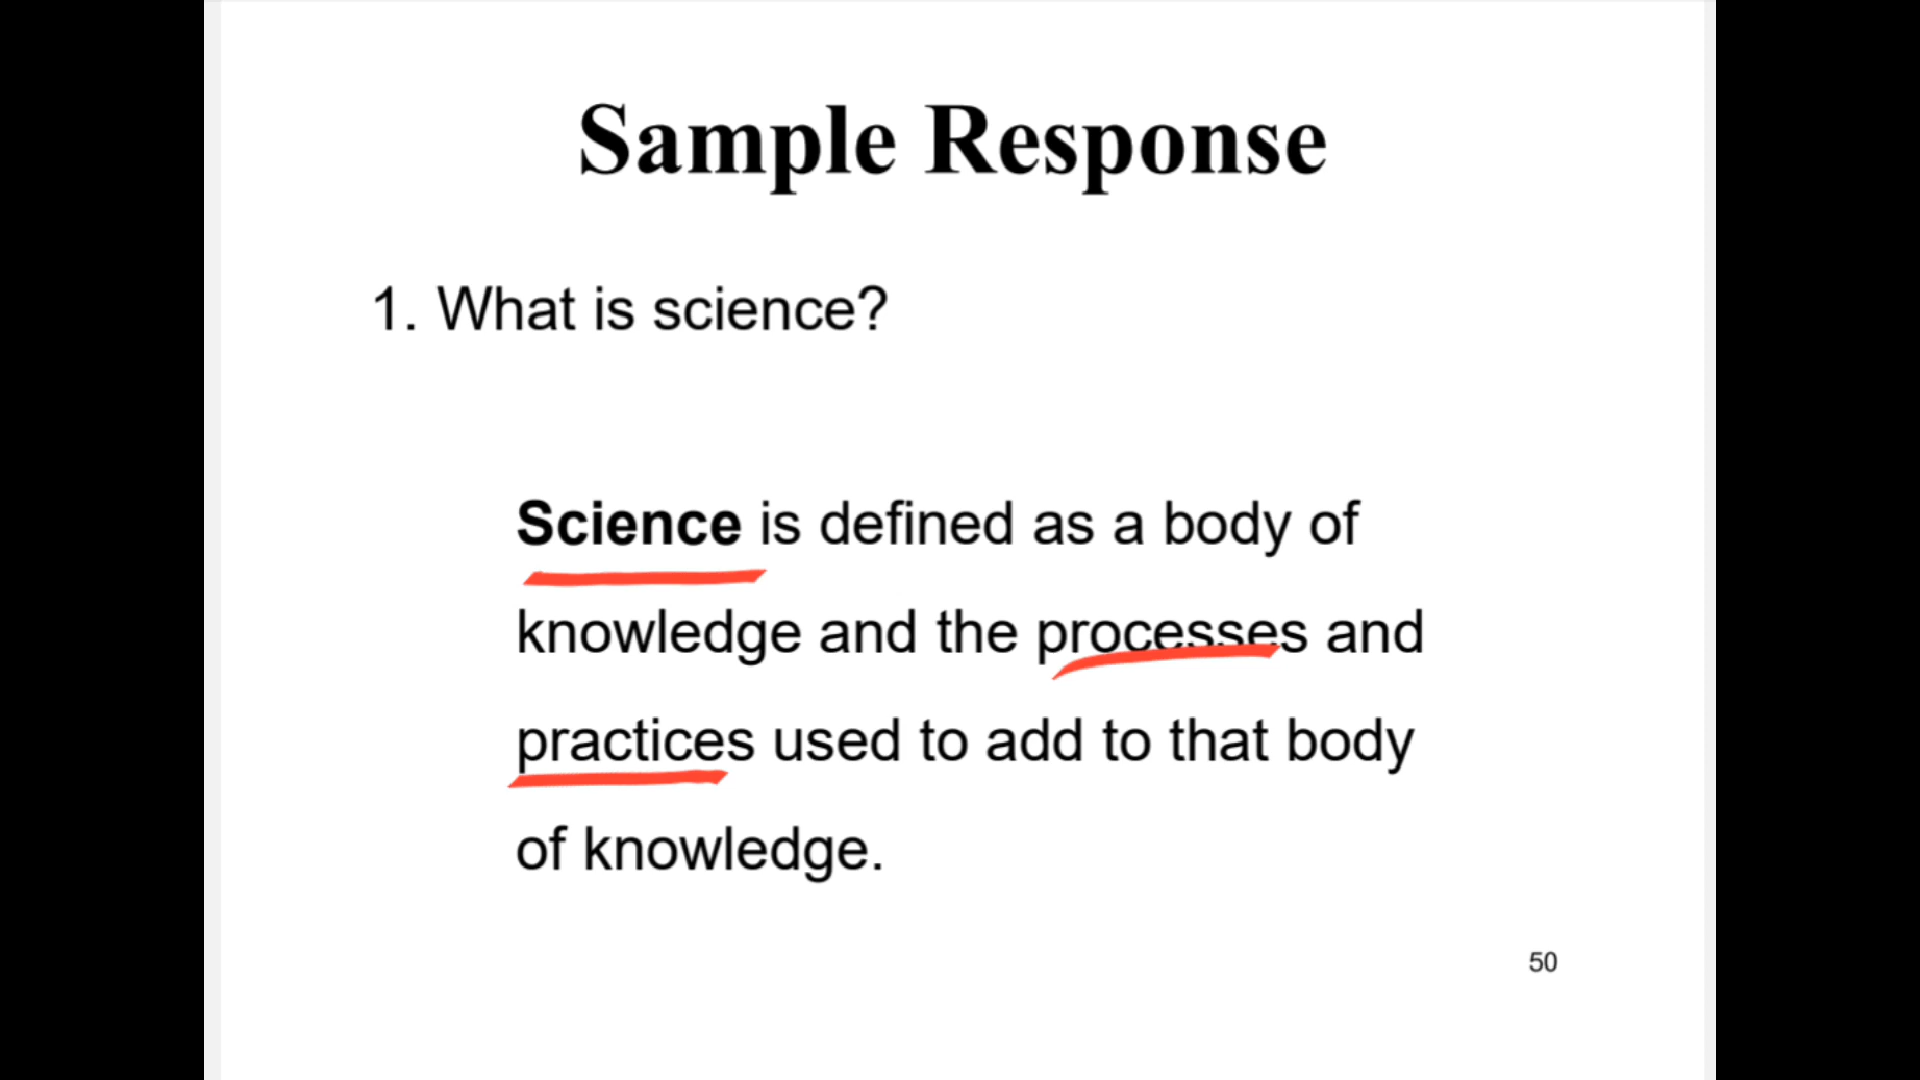 Sample Response
1. What is science?
Science is defined as a body of
knowledge and the processes and
practices used to add to that body
of knowledge.
50